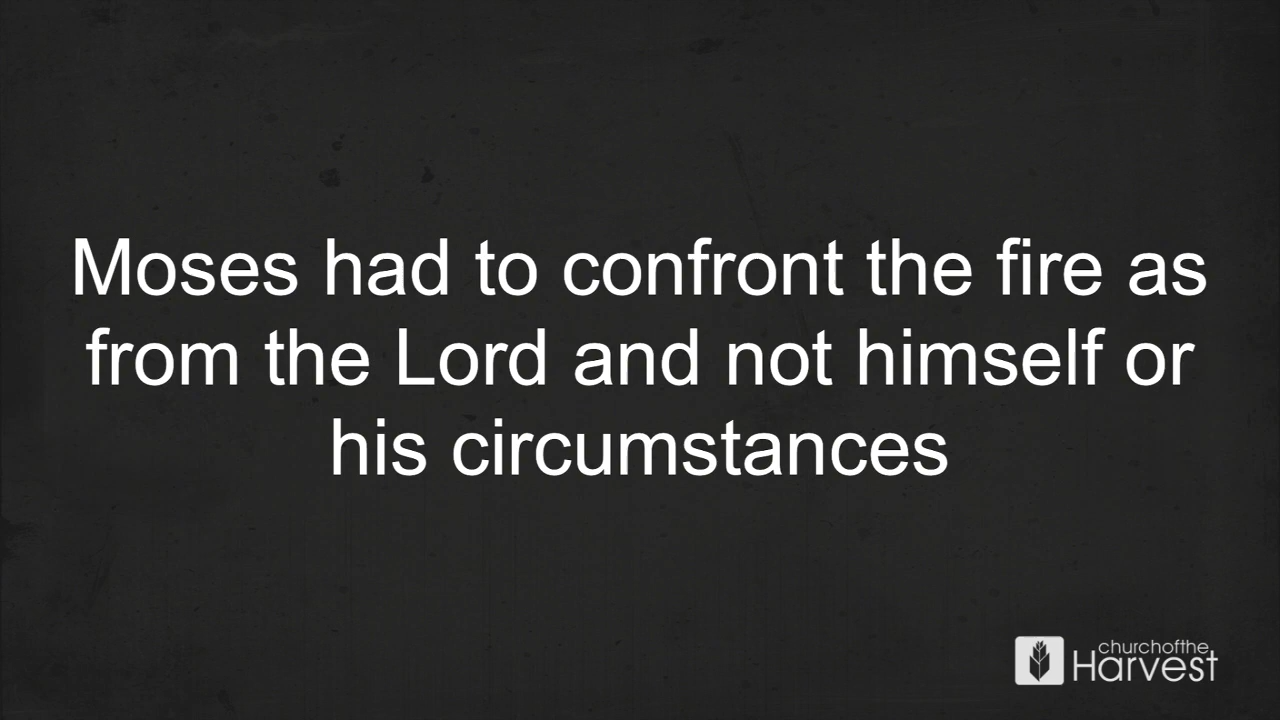 Moses had to confront the fire as
from the Lord and not himself or
his circumstances
churchofthe
Harvest